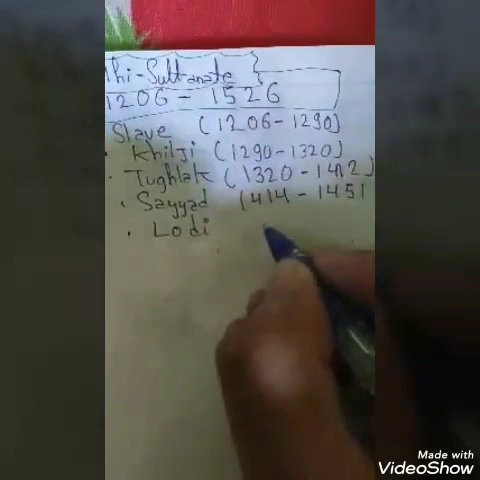 lhi-Sultanate
1206 - 1526
Slave (1206 - 1290)
Khilji (1290 - 1320)
Tughlak (1320 - 1412)
Sayyad 1414 - 1451
Lodi
Made with
VideoShow